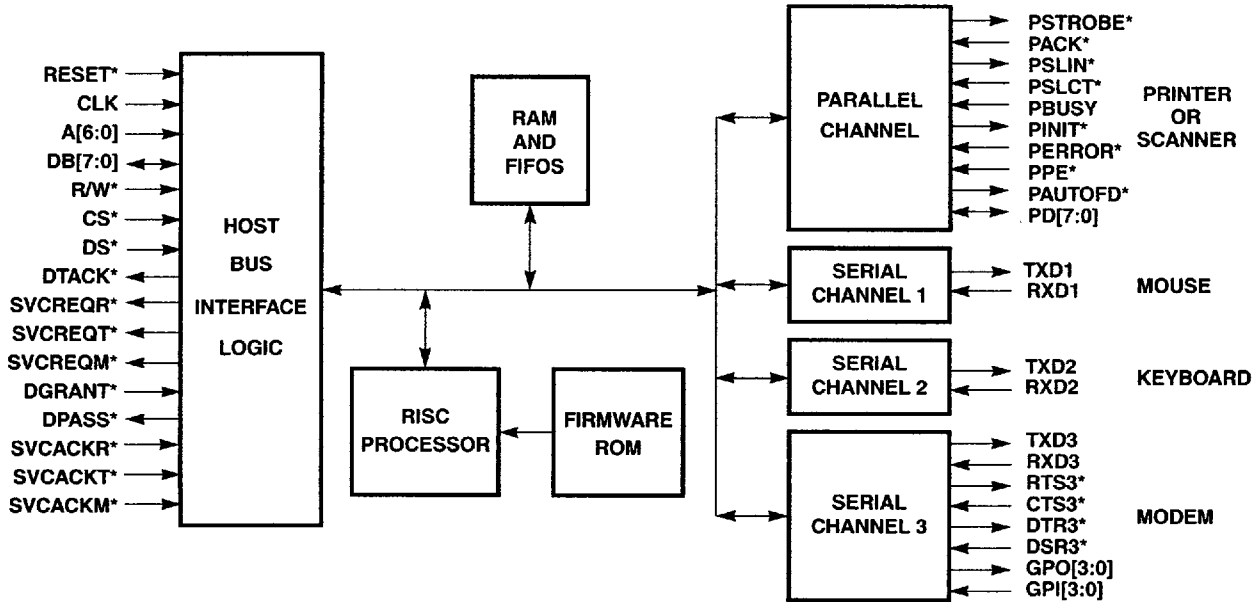 RESET*
CLK
A[6:0]
DB[7:0]
R/W*
CS*
DS*
DTACK*
SVCREQR*
SVCREQT*
SVCREQM*
DGRANT*
DPASS*
SVCACKR*
SVCACKT*
SVCACKM*
HOST
BUS
INTERFACE
LOGIC
RAM
AND
FIFOS
RISC
PROCESSOR
FIRMWARE
ROM
PARALLEL
CHANNEL
PSTROBE*
PACK*
PSLIN*
PSLCT*
PBUSY
PINIT*
PERROR*
PPE*
PAUTOFD*
PD[7:0]
PRINTER
OR
SCANNER
SERIAL
CHANNEL 1
TXD1
RXD1
MOUSE
SERIAL
CHANNEL 2
TXD2
RXD2
KEYBOARD
SERIAL
CHANNEL 3
TXD3
RXD3
RTS3*
CTS3*
DTR3*
DSR3*
GPO[3:0]
GPI[3:0]
MODEM